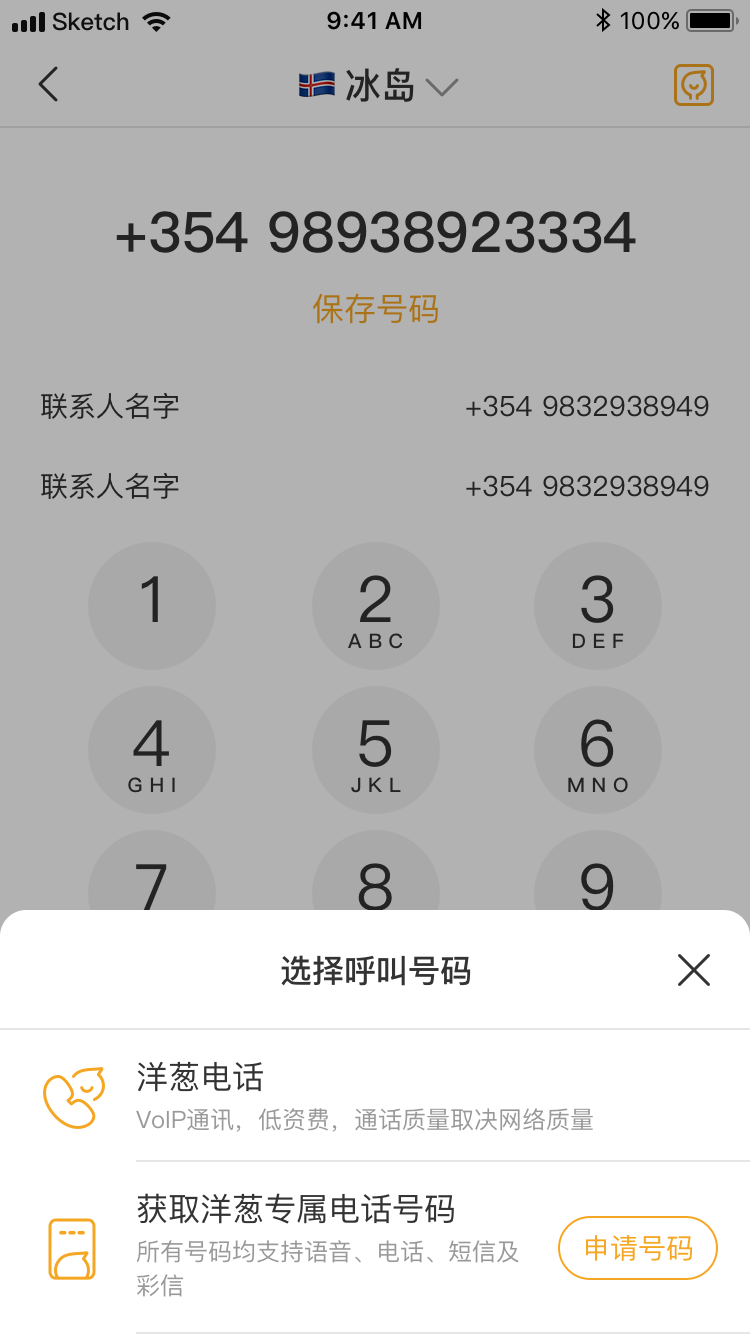 Sketch 9:41 AM 100%
冰岛
+354 98938923334
保存号码
联系人名字 +354 9832938949
联系人名字 +354 9832938949
1 2 3
ABC DEF
4 5 6
GHI JKL MNO
7 8 9
选择呼叫号码
洋葱电话
VoIP通讯，低资费，通话质量取决网络质量
获取洋葱专属电话号码
所有号码均支持语音、电话、短信及
彩信
申请号码